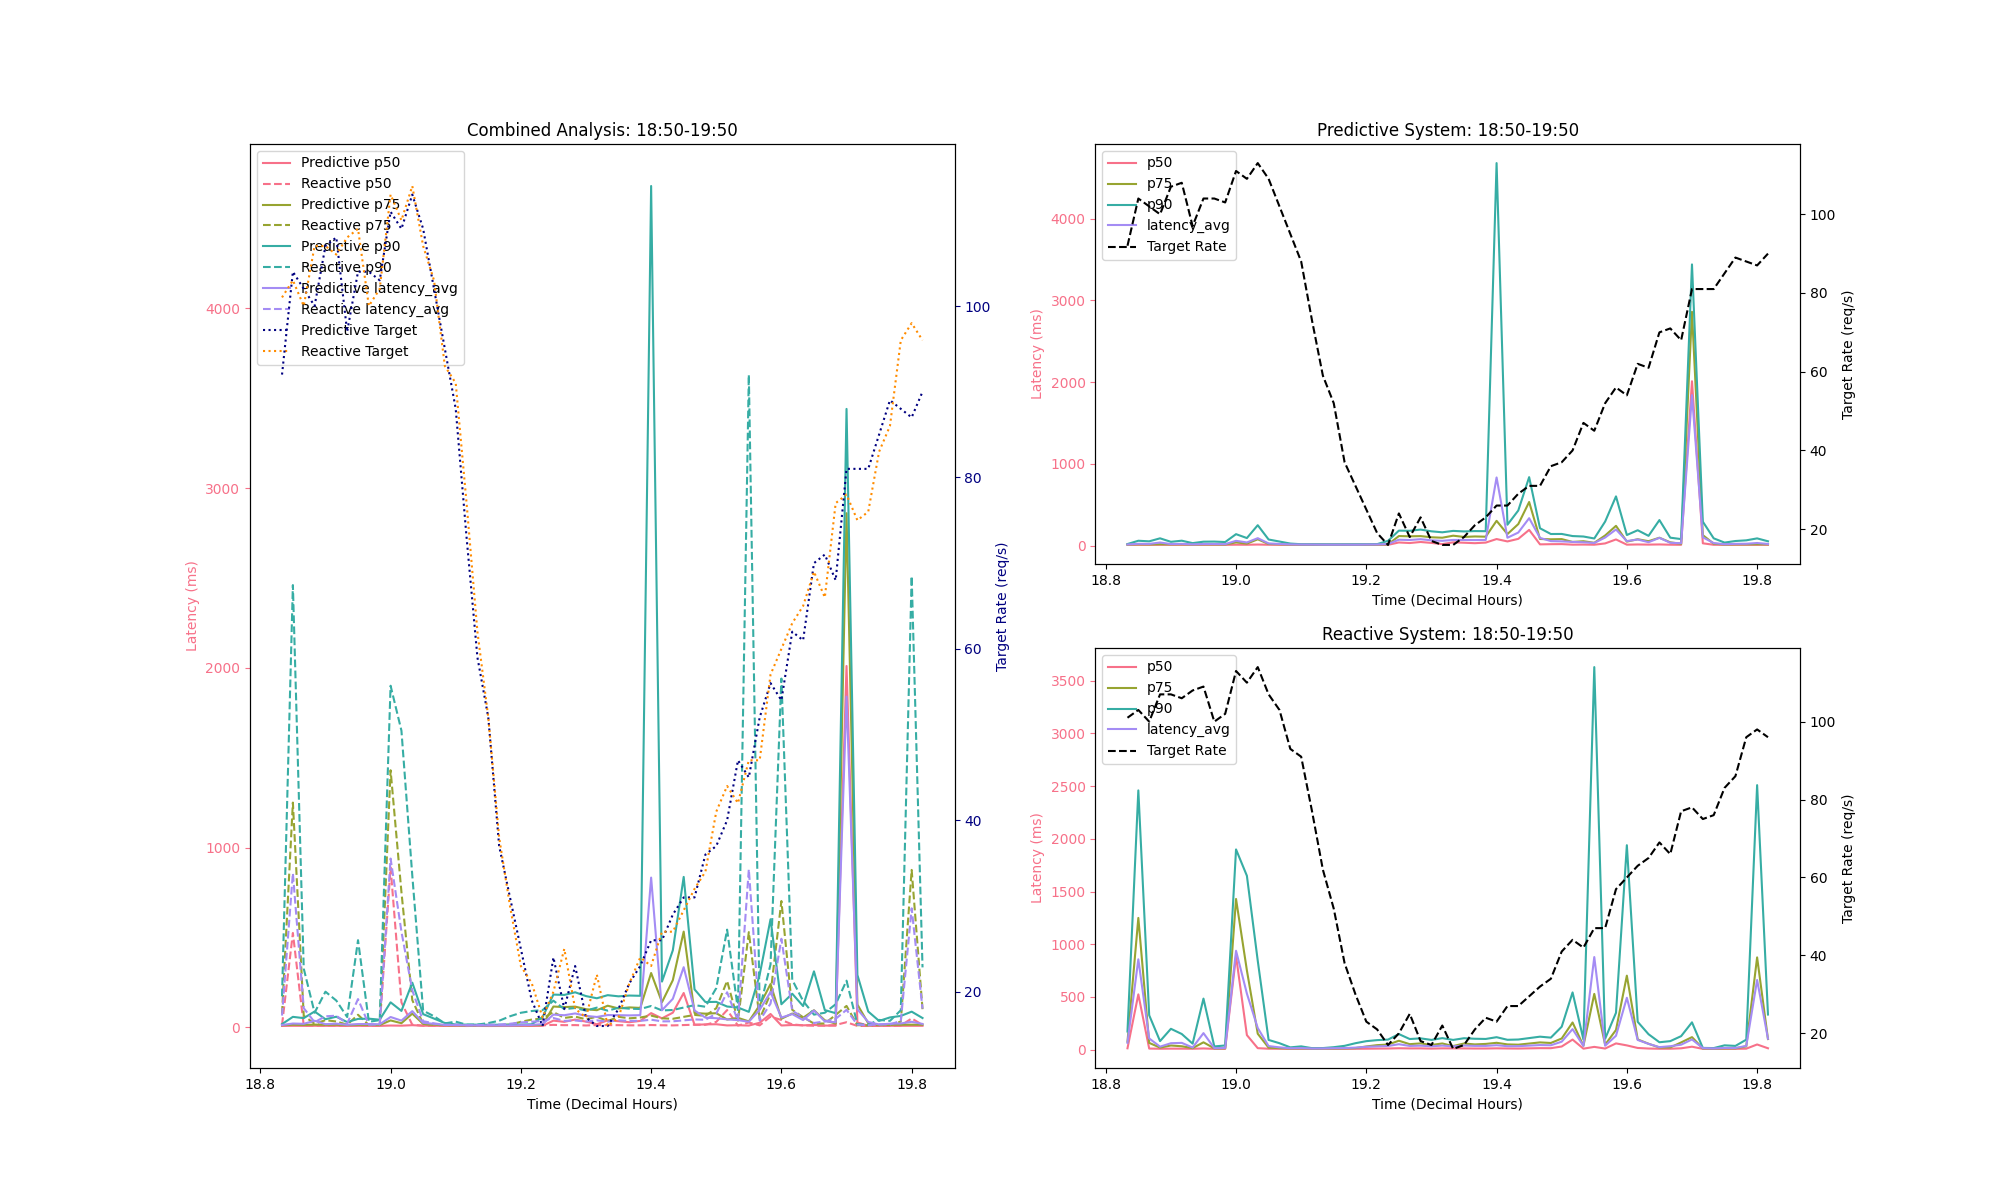 Combined Analysis: 18:50-19:50
Predictive p50
Reactive p50
Predictive p75
Reactive p75
Predictive p90
Reactive p90
Predictive latency_avg
Reactive latency_avg
Predictive Target
Reactive Target
4000
3000
2000
1000
0
Latency (ms)
100
80
60
40
20
Target Rate (req/s)
18.8 19.0 19.2 19.4 19.6 19.8
Time (Decimal Hours)
Predictive System: 18:50-19:50
p50
p75
p90
latency_avg
Target Rate
4000
3000
2000
1000
0
Latency (ms)
100
80
60
40
20
Target Rate (req/s)
18.8 19.0 19.2 19.4 19.6 19.8
Time (Decimal Hours)
Reactive System: 18:50-19:50
p50
p75
p90
latency_avg
Target Rate
3500
3000
2500
2000
1500
1000
500
0
Latency (ms)
100
80
60
40
20
Target Rate (req/s)
18.8 19.0 19.2 19.4 19.6 19.8
Time (Decimal Hours)